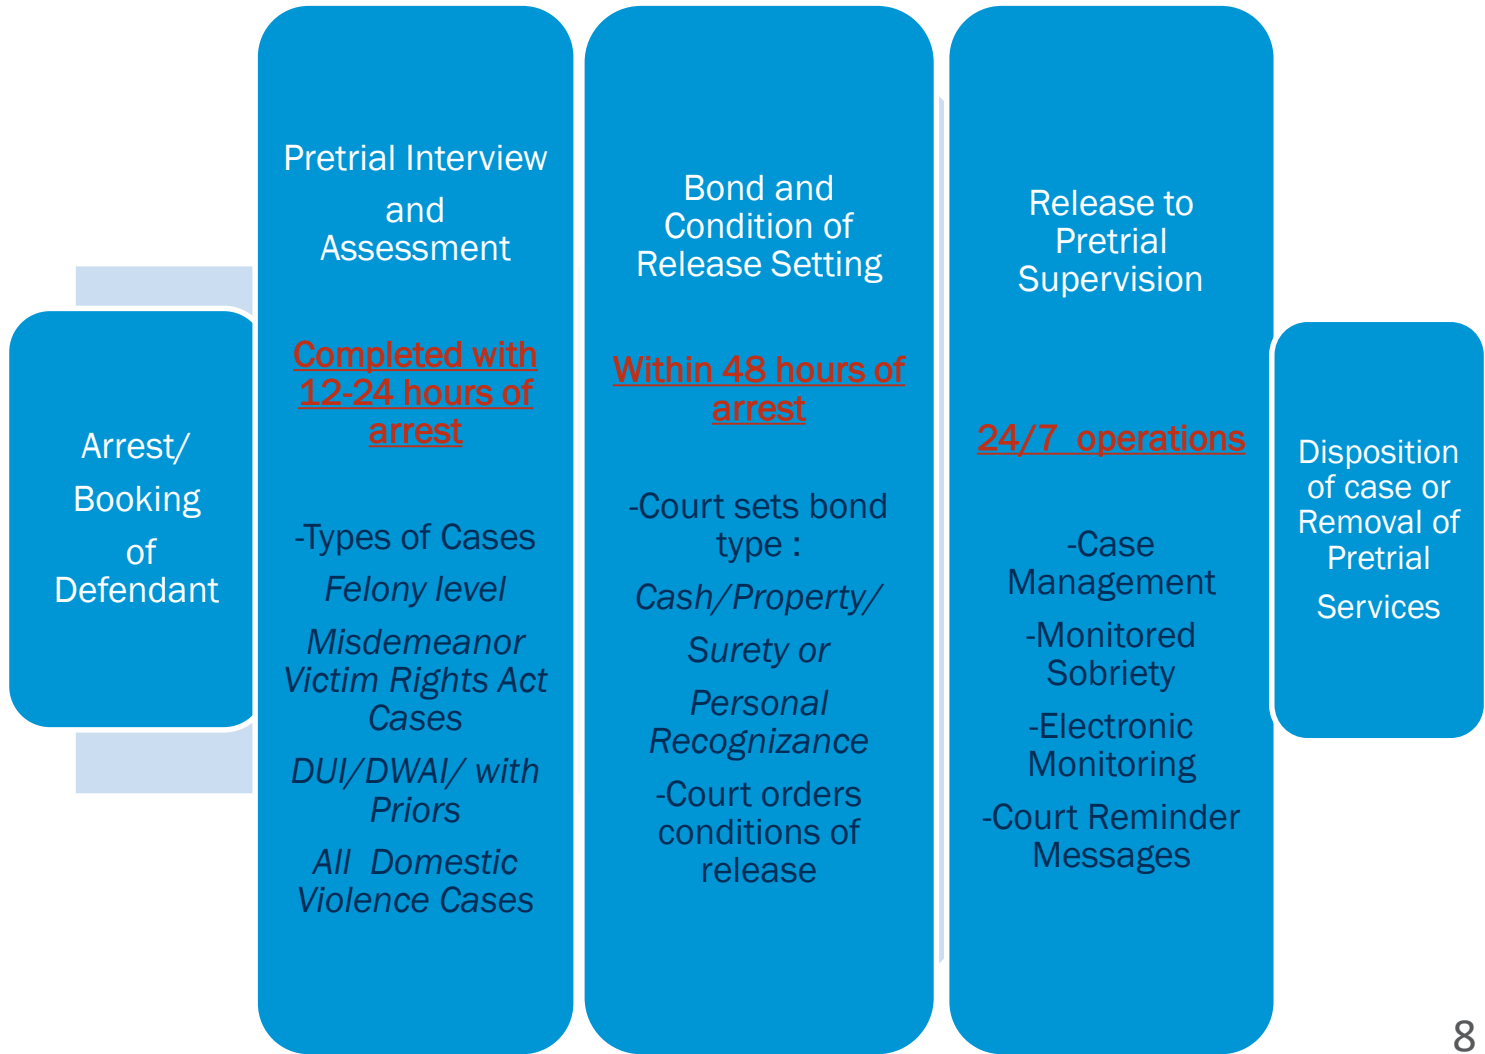 Arrest/
Booking
of
Defendant
Pretrial Interview
and
Assessment
Completed with
12-24 hours of
arrest
-Types of Cases
Felony level
Misdemeanor
Victim Rights Act
Cases
DUI/DWAI/ with
Priors
All Domestic
Violence Cases
Bond and
Condition of
Release Setting
Within 48 hours of
arrest
-Court sets bond
type :
Cash/Property/
Surety or
Personal
Recognizance
-Court orders
conditions of
release
Release to
Pretrial
Supervision
24/7 operations
-Case
Management
-Monitored
Sobriety
-Electronic
Monitoring
-Court Reminder
Messages
Disposition
of case or
Removal of
Pretrial
Services
8